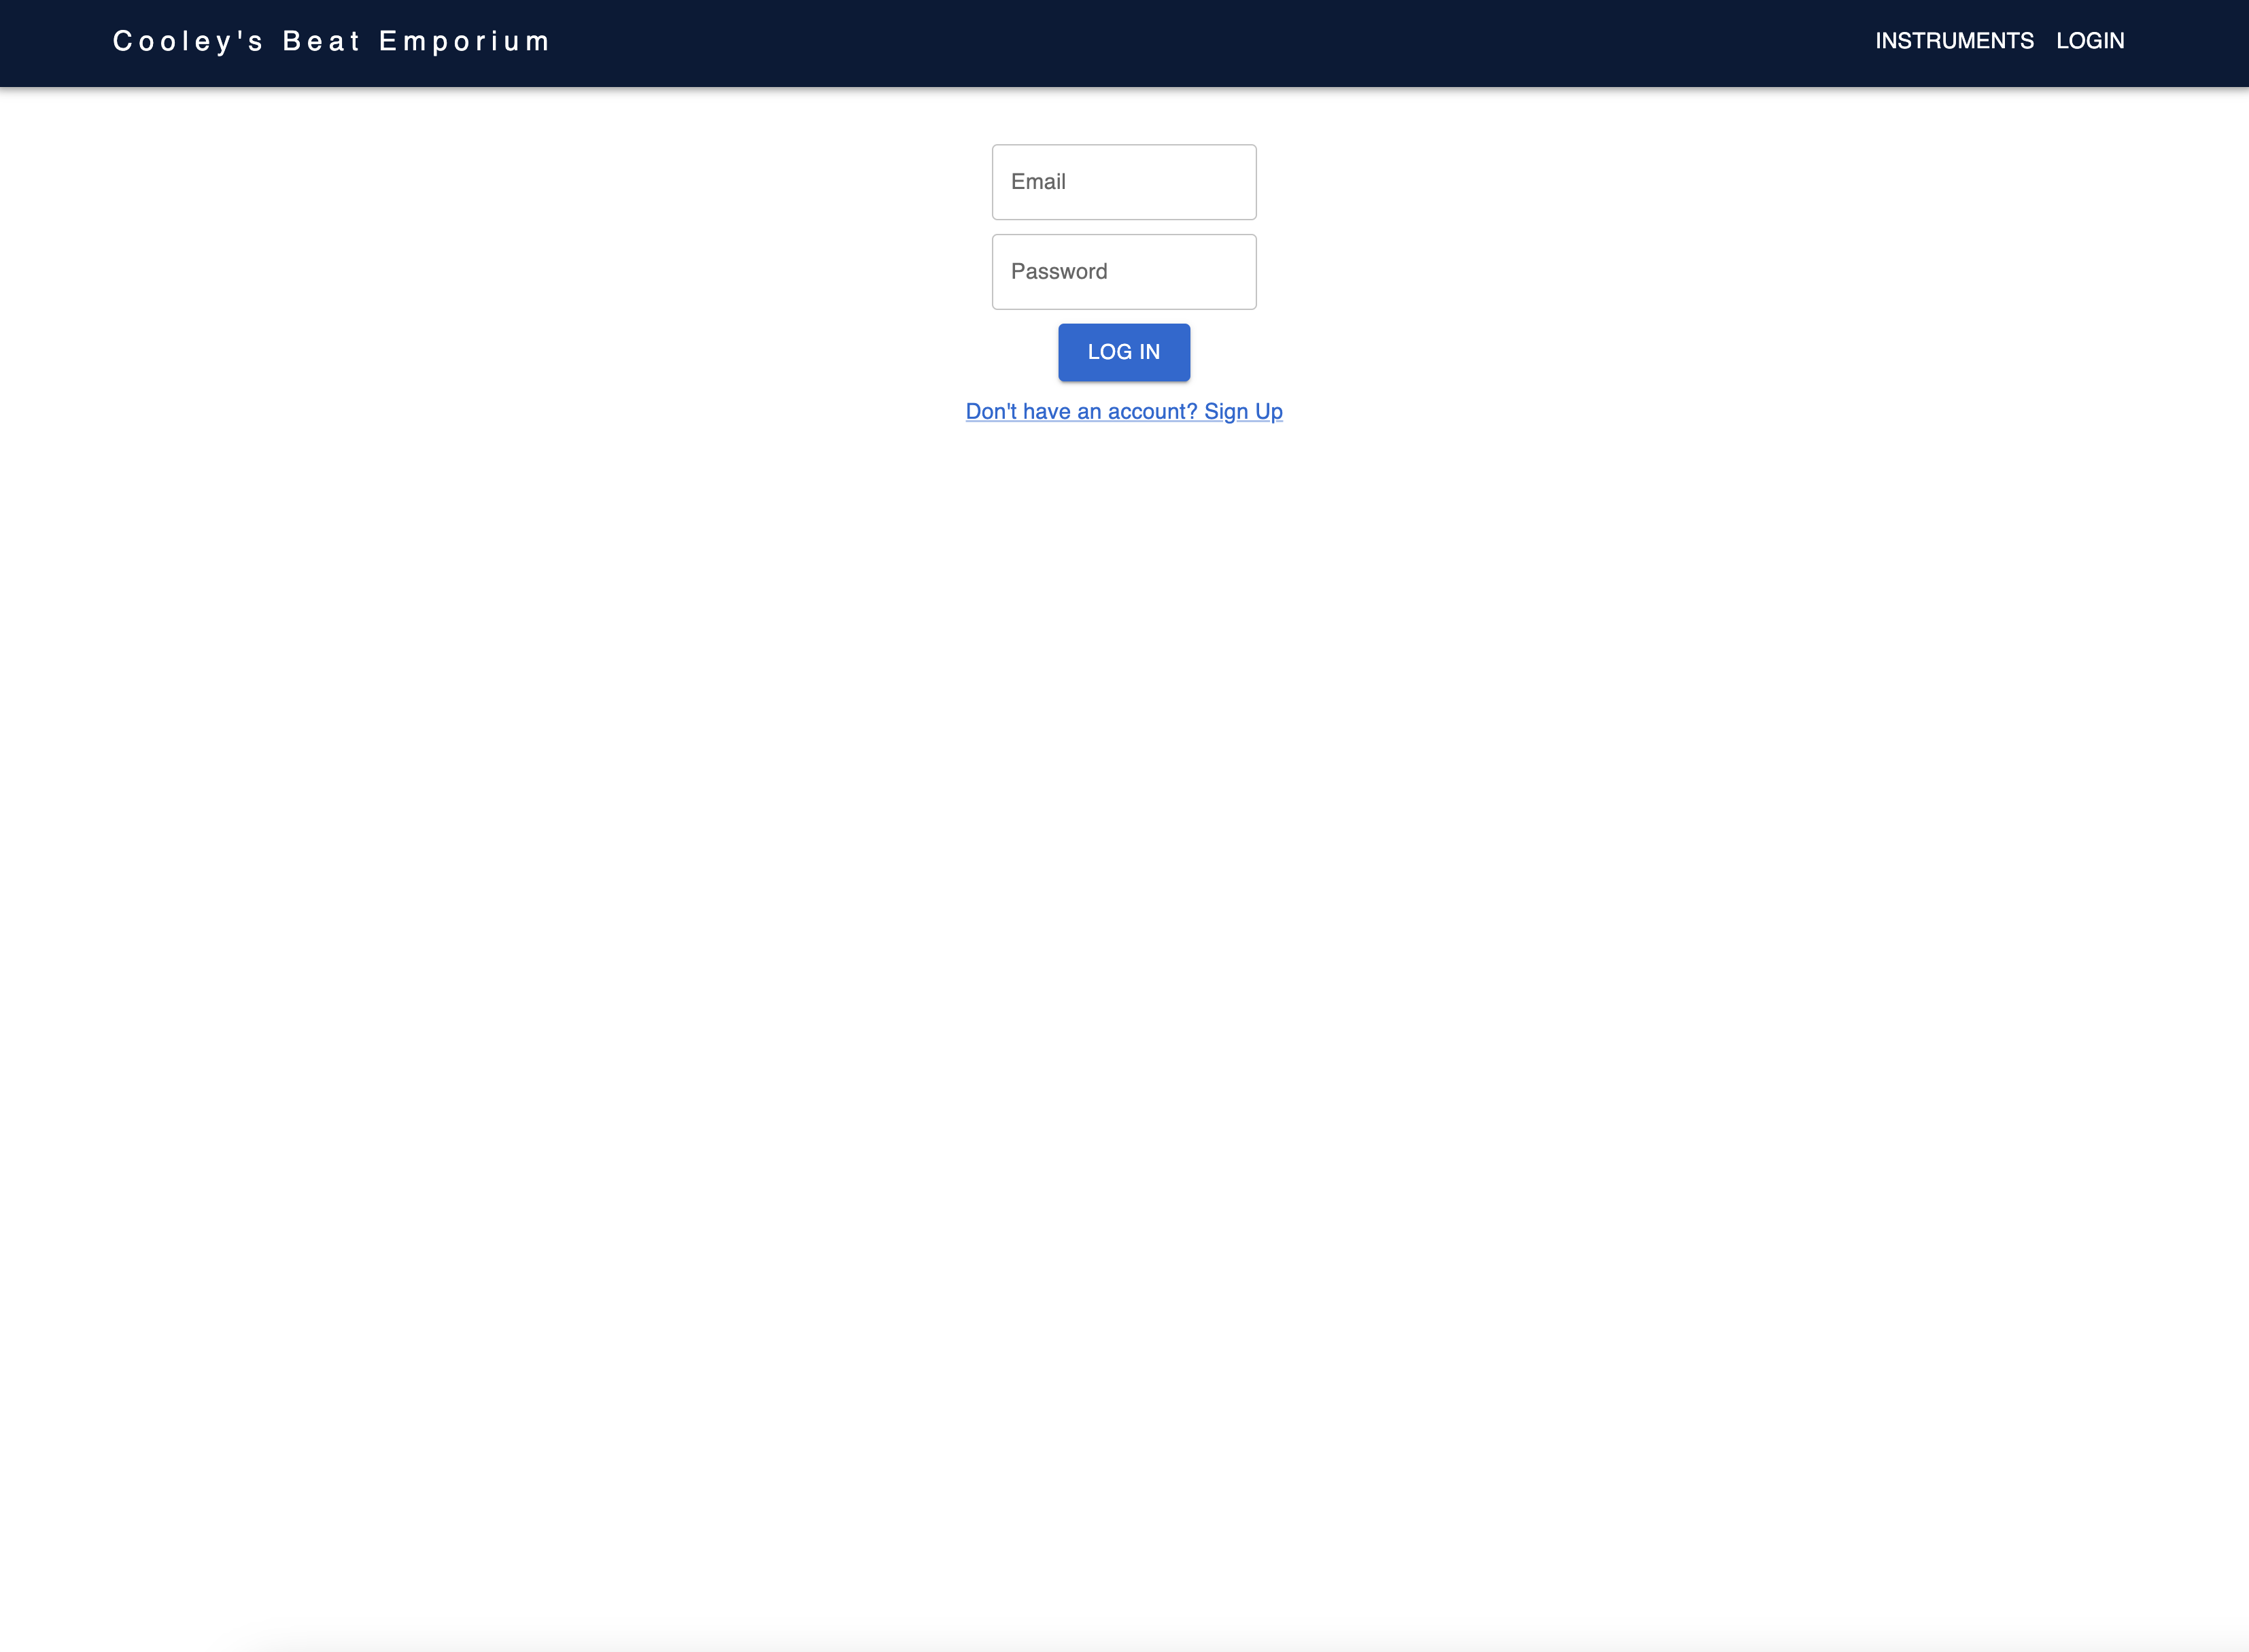 Cooley's Beat Emporium
INSTRUMENTS LOGIN
Email
Password
LOG IN
Don't have an account? Sign Up